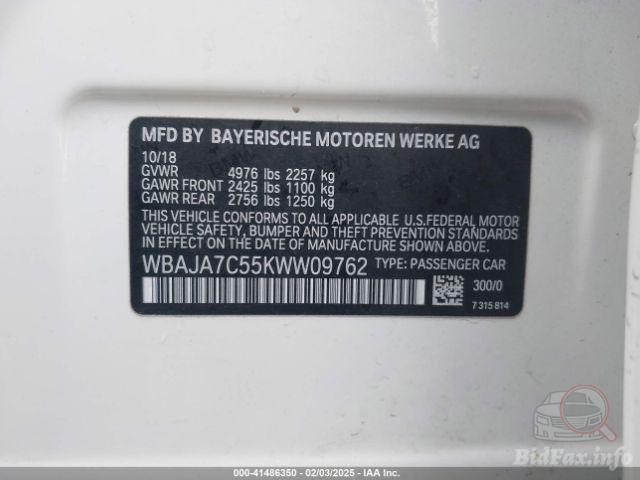 MFD BY BAYERISCHE MOTOREN WERKE AG
10/18
GVWR 4976 lbs 2257 kg
GAWR FRONT 2425 lbs 1100 kg
GAWR REAR 2756 lbs 1250 kg
THIS VEHICLE CONFORMS TO ALL APPLICABLE U.S.FEDERAL MOTOR
VEHICLE SAFETY, BUMPER, AND THEFT PREVENTION STANDARDS
IN EFFECT ON THE DATE OF MANUFACTURE SHOWN ABOVE.
WBAJA7C55KWW09762 TYPE: PASSENGER CAR
300/0
7 315 814
BidFax.info
000-41486350 - 02/03/2025 - IAA Inc.